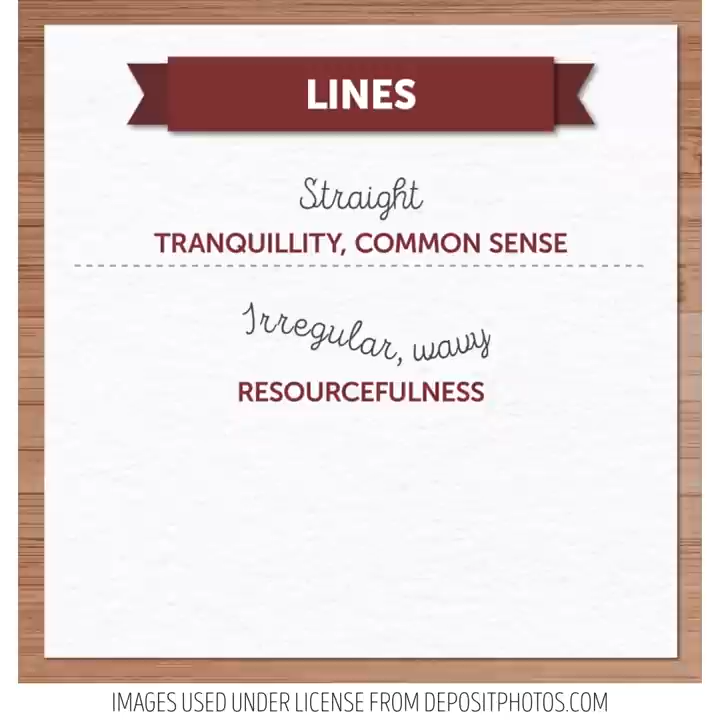 LINES
Straight
TRANQUILLITY, COMMON SENSE
Irregular, wavy
RESOURCEFULNESS
IMAGES USED UNDER LICENSE FROM DEPOSITPHOTOS.COM